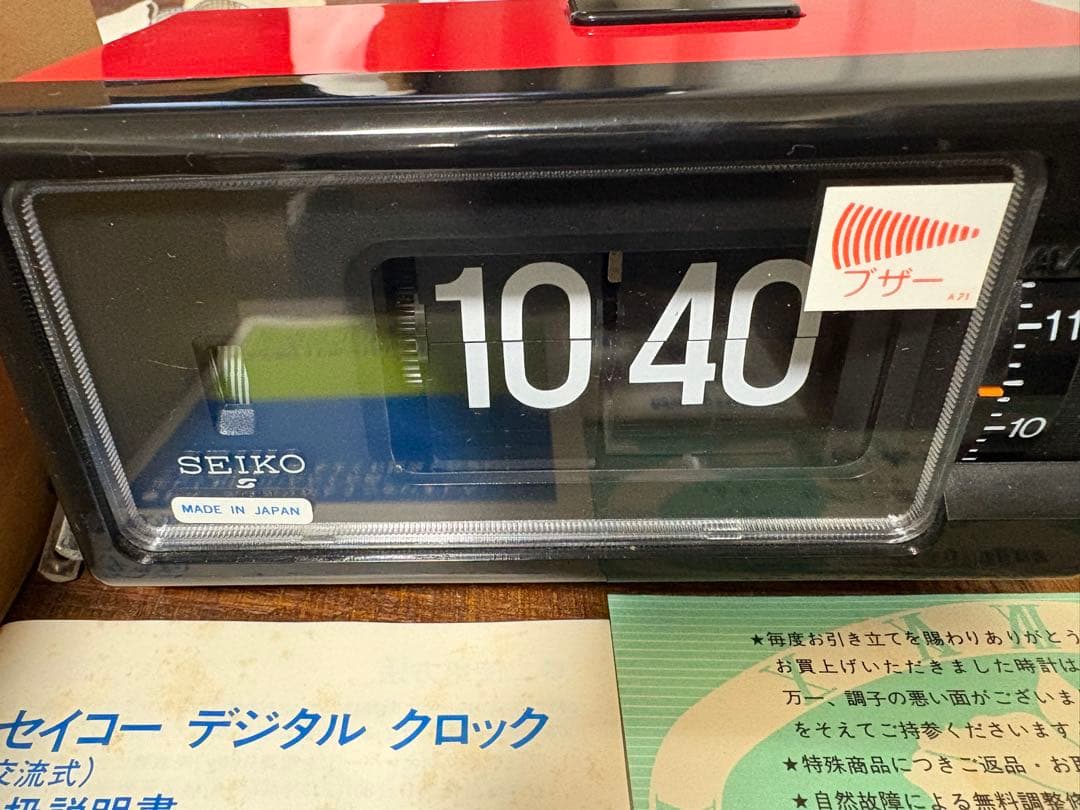 10 40
ブザー
A 71
11
10
SEIKO
MADE IN JAPAN
セイコー デジタル クロック
交流式)
扱説明書
★毎度お引き立てを賜わりありがとう
お買上げいただきました時計は
万一、調子の悪い面がございま
をそえてご持参くださいます
★特殊商品につきご返品・お取
★自然故障による無料調整修